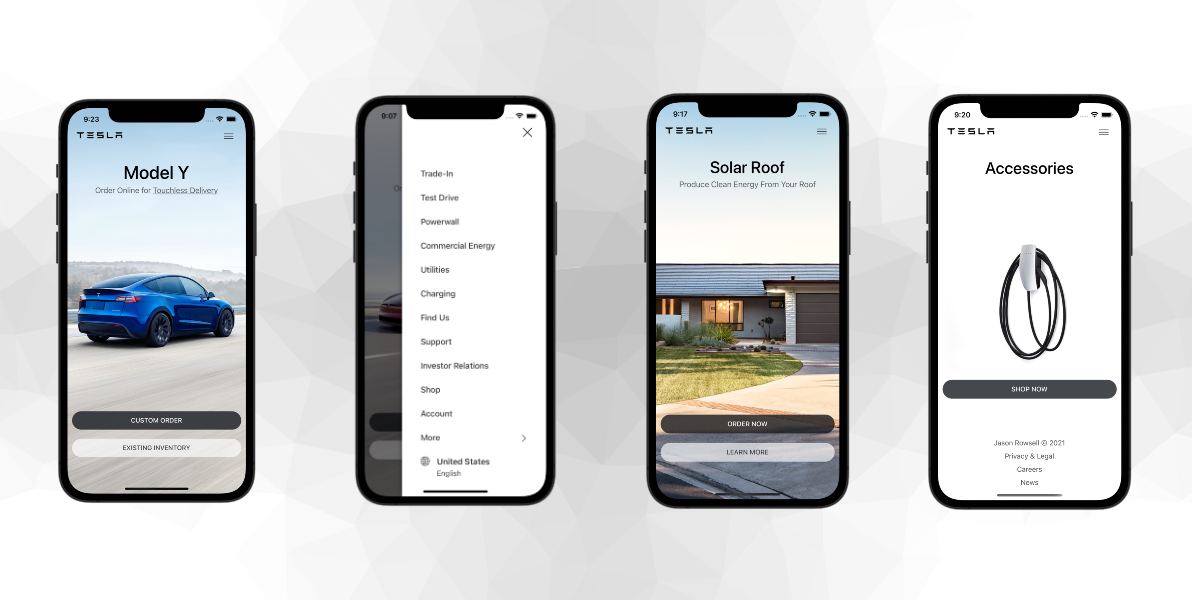 9:23
TESLA
Model Y
Order Online for Touchless Delivery
CUSTOM ORDER
EXISTING INVENTORY
9:07
Trade-In
Test Drive
Powerwall
Commercial Energy
Utilities
Charging
Find Us
Support
Investor Relations
Shop
Account
More
United States
English
9:17
TESLA
Solar Roof
Produce Clean Energy From Your Roof
ORDER NOW
LEARN MORE
9:20
TESLA
Accessories
SHOP NOW
Jason Rowsell © 2021
Privacy & Legal
Careers
News